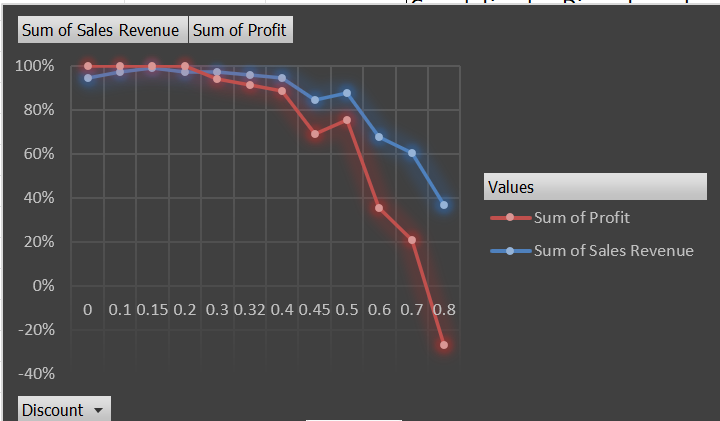 Sum of Sales Revenue Sum of Profit
100%
80%
60%
40%
20%
0%
-20%
-40%
0 0.1 0.15 0.2 0.3 0.32 0.4 0.45 0.5 0.6 0.7 0.8
Values
Sum of Profit
Sum of Sales Revenue
Discount